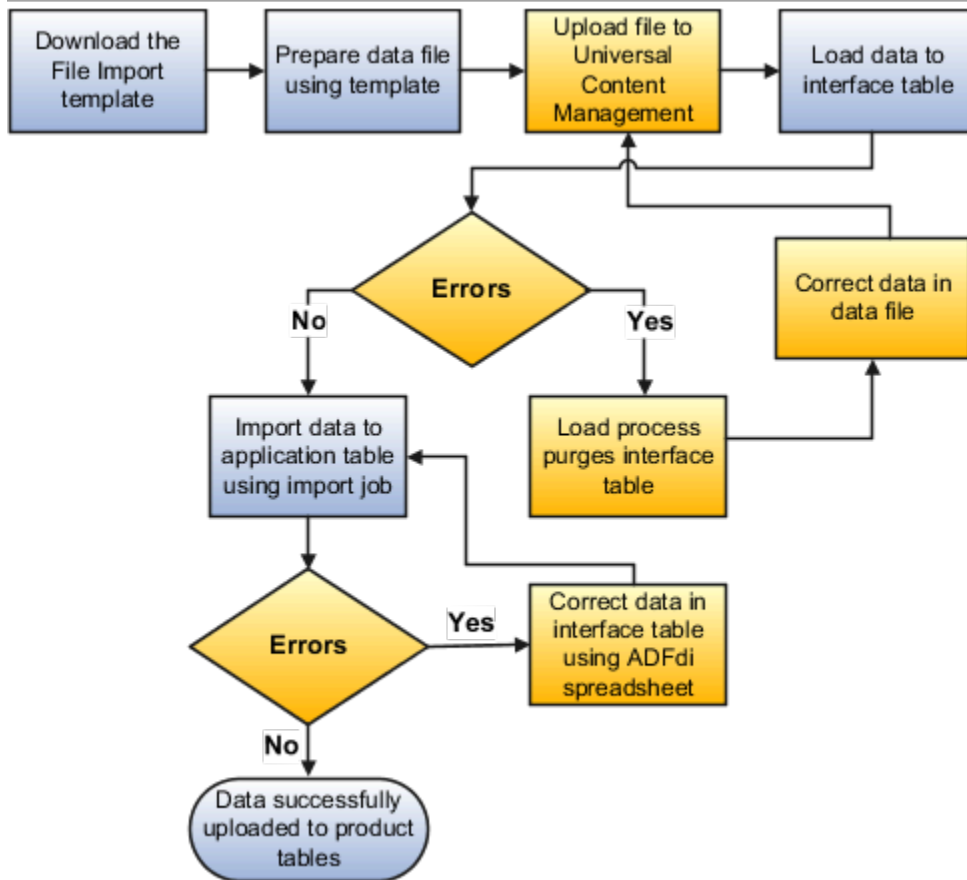 Download the
File Import
template
Prepare data file
using template
Upload file to
Universal
Content
Management
Load data to
interface table
Errors
No
Yes
Correct data in
data file
Import data to
application table
using import job
Load process
purges interface
table
Errors
Yes
Correct data in
interface table
using ADFdi
spreadsheet
No
Data successfully
uploaded to product
tables